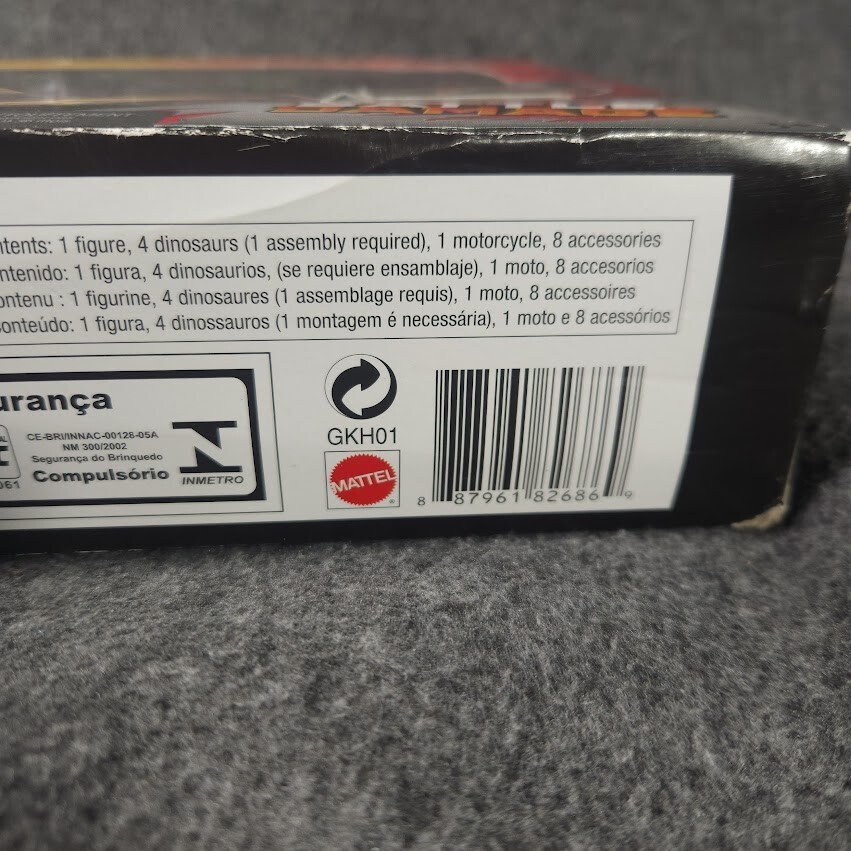 DAMAGE
ntents: 1 figure, 4 dinosaurs (1 assembly required), 1 motorcycle, 8 accessories
ntenido: 1 figura, 4 dinosaurios, (se requiere ensamblaje), 1 moto, 8 accesorios
ontenu : 1 figurine, 4 dinosaures (1 assemblage requis), 1 moto, 8 accessoires
onteúdo: 1 figura, 4 dinossauros (1 montagem é necessária), 1 moto e 8 acessórios
urança
CE-BRI/INNAC-00128-05A
NM 300/2002
Segurança do Brinquedo
Compulsório
061
INMETRO
GKH01
MATTEL
®
8 87961 82686 9